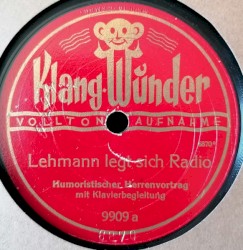 Klang-Wunder
VOLLTON AUFNAHME
Lehmann legt sich Radio
Humoristischer Herrenvortrag
mit Klavierbegleitung
9909 a